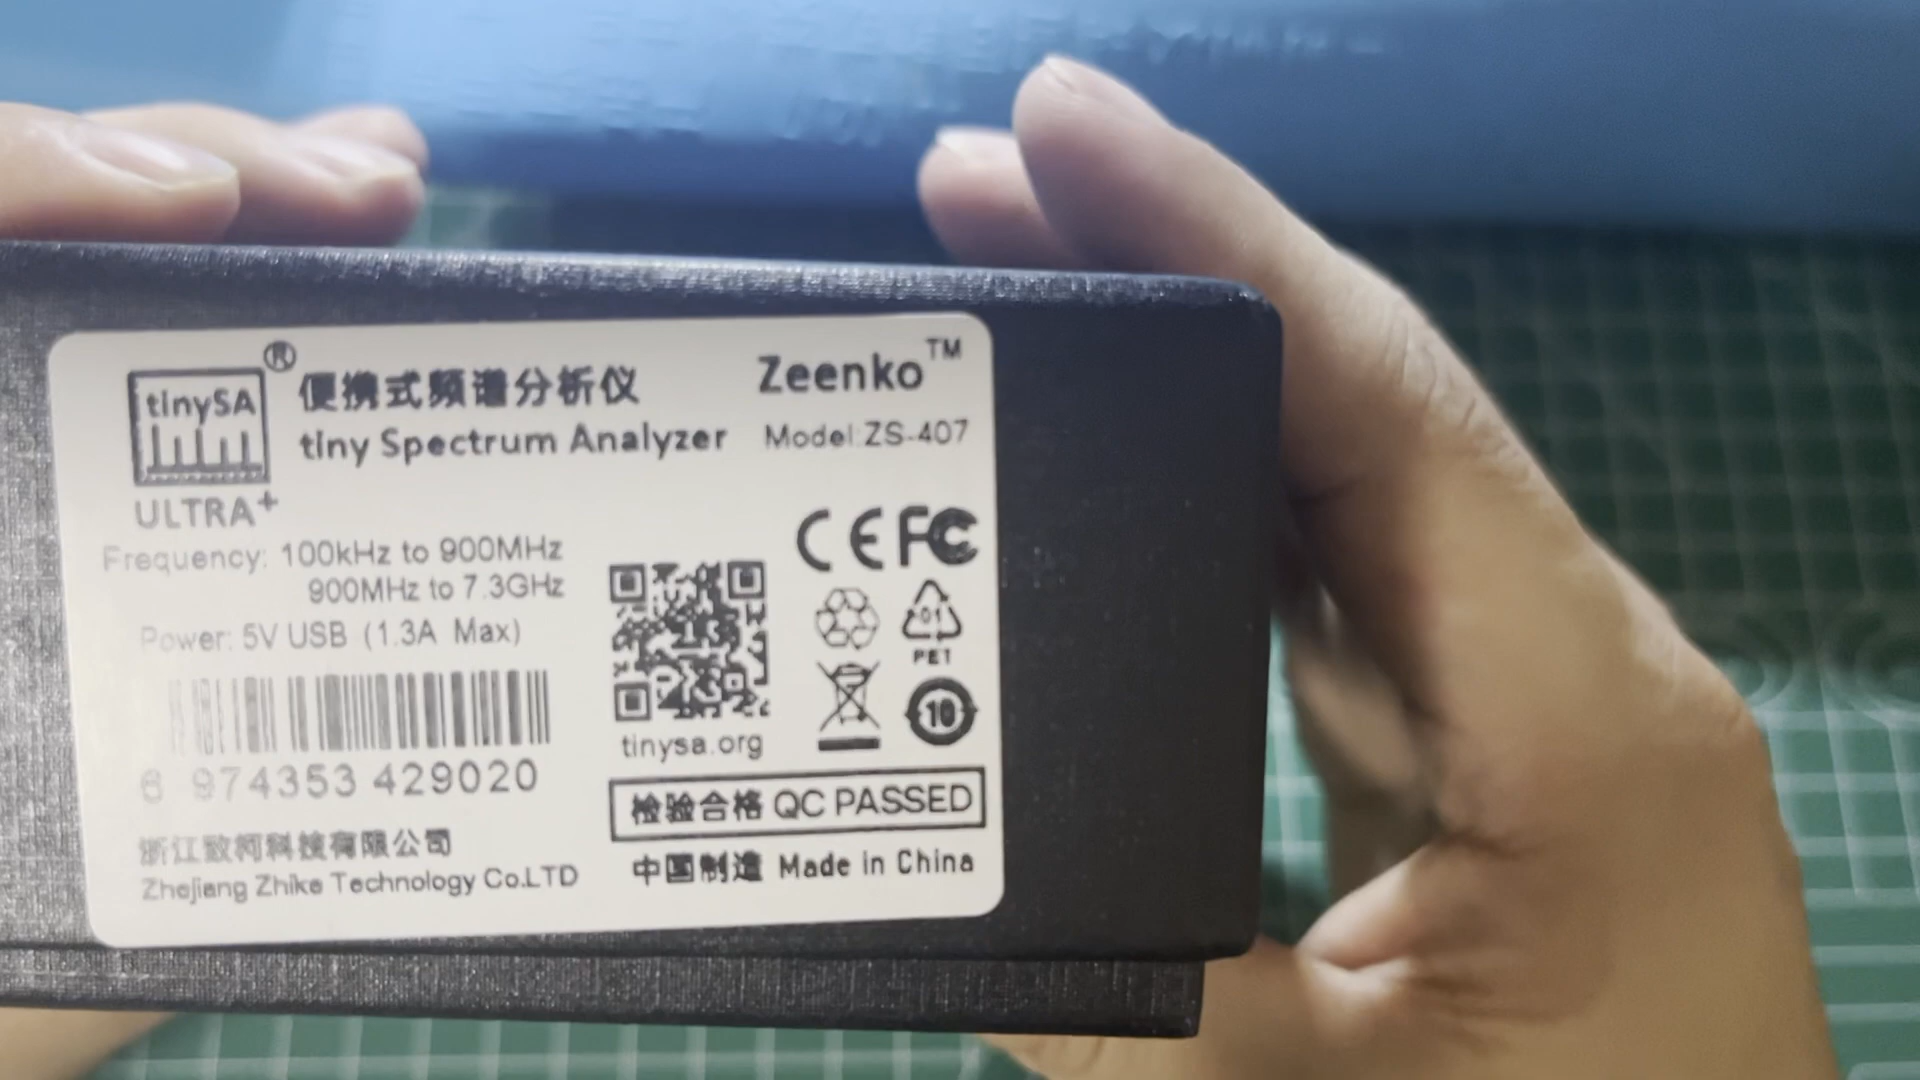 tinySA®
ULTRA⁺
便携式频谱分析仪
tiny Spectrum Analyzer
Zeenko™
Model:ZS-407
Frequency: 100kHz to 900MHz
900MHz to 7.3GHz
Power: 5V USB (1.3A Max)
6 974353 429020
浙江致柯科技有限公司
Zhejiang Zhike Technology Co.LTD
tinysa.org
CE FC
01
PET
10
检验合格 QC PASSED
中国制造 Made in China